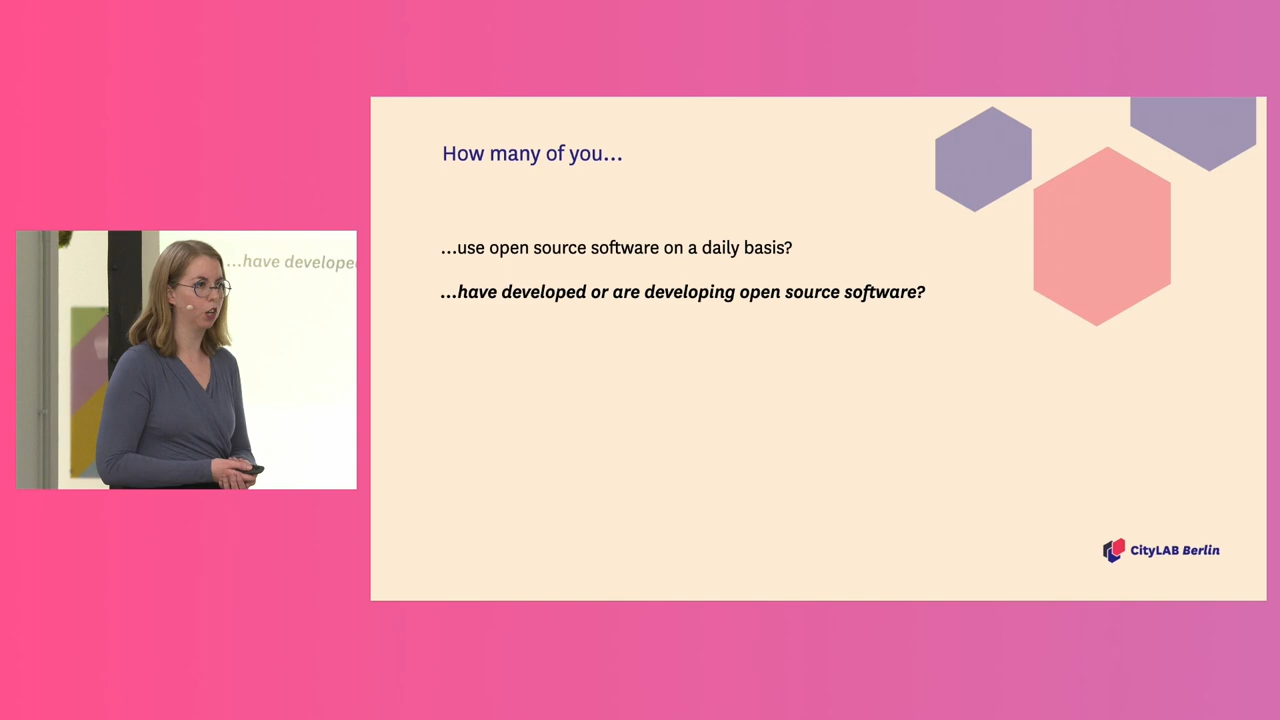 How many of you...
...use open source software on a daily basis?
...have developed or are developing open source software?
...have develope
CityLAB Berlin